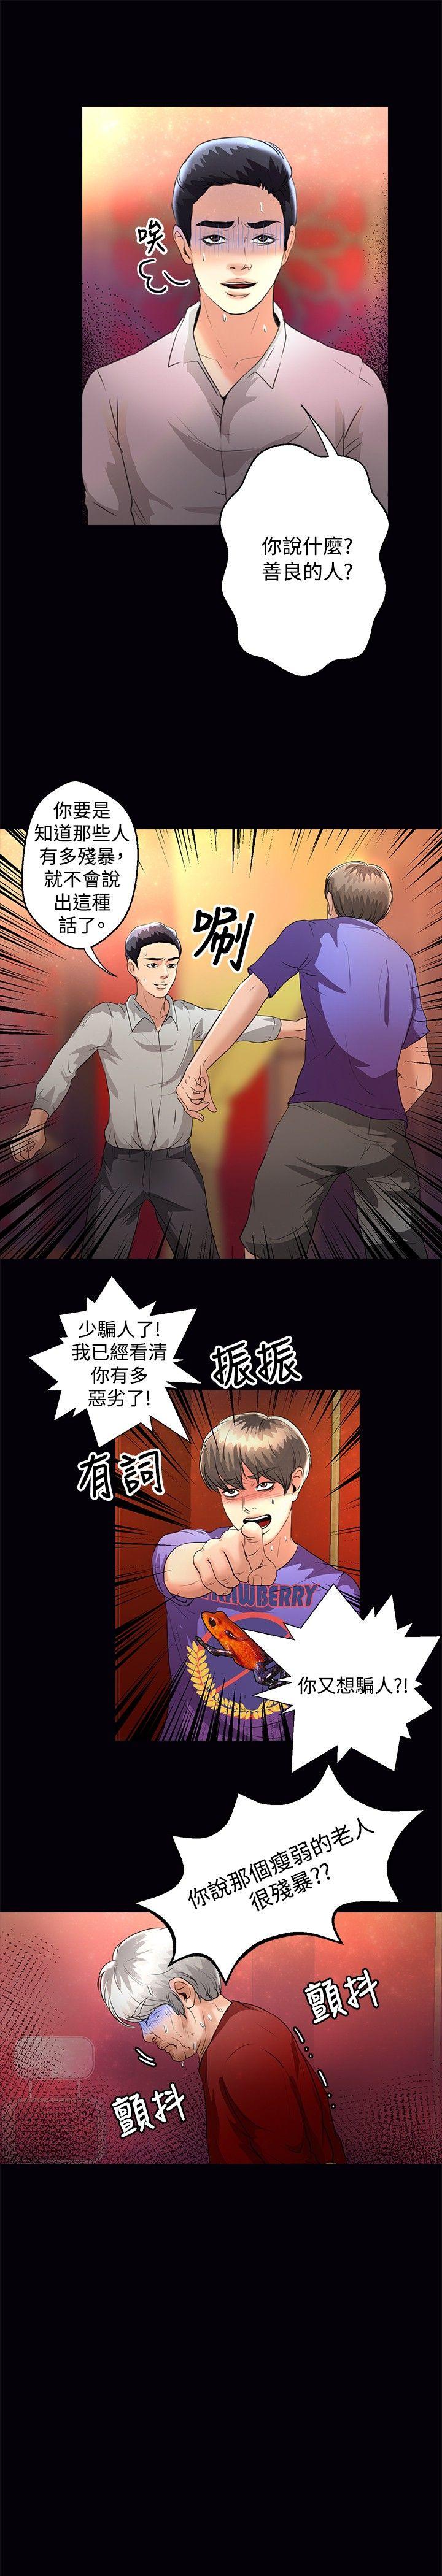 唉
你說什麼?
善良的人?
你要是
知道那些人
有多殘暴，
就不會說
出這種
話了。
唰
少騙人了!
我已經看清
你有多
惡劣了!
振振
有詞
AWBERRY
你又想騙人?!
你說那個瘦弱的老人
很殘暴??
顫抖
顫抖